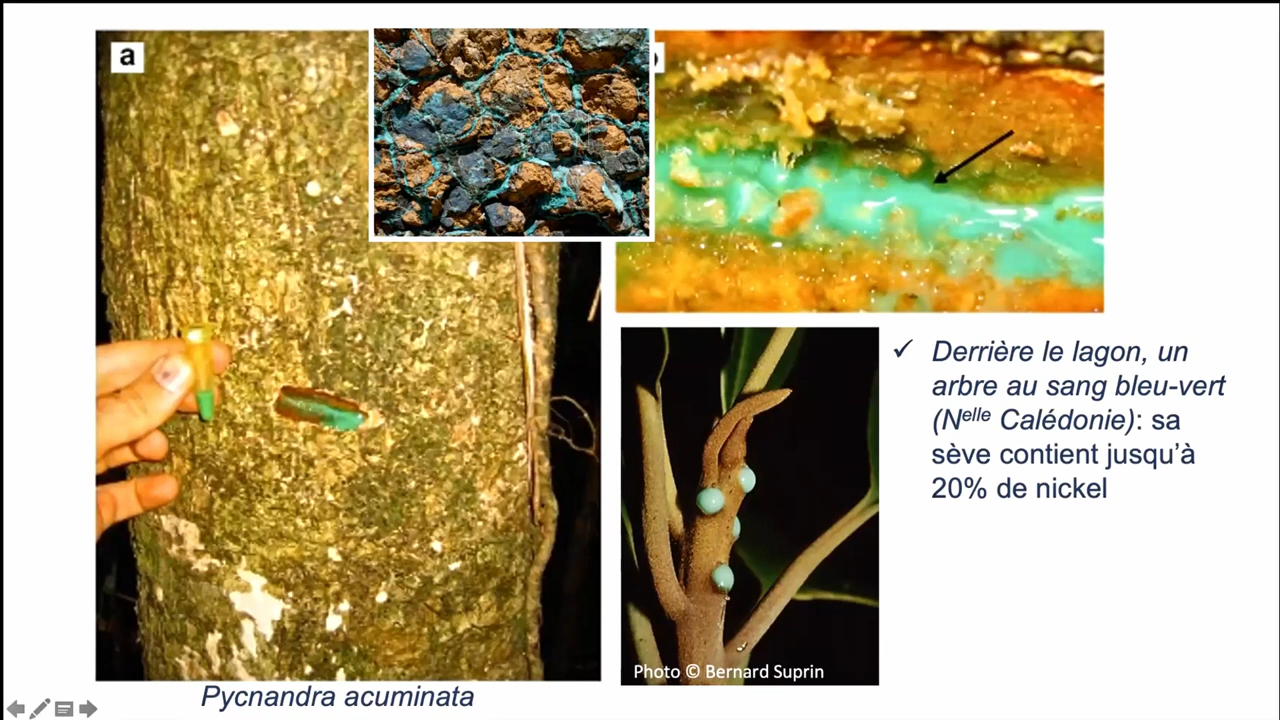 a
✓ Derrière le lagon, un
arbre au sang bleu-vert
(Nelle Calédonie): sa
sève contient jusqu'à
20% de nickel
Photo © Bernard Suprin
Pycnandra acuminata